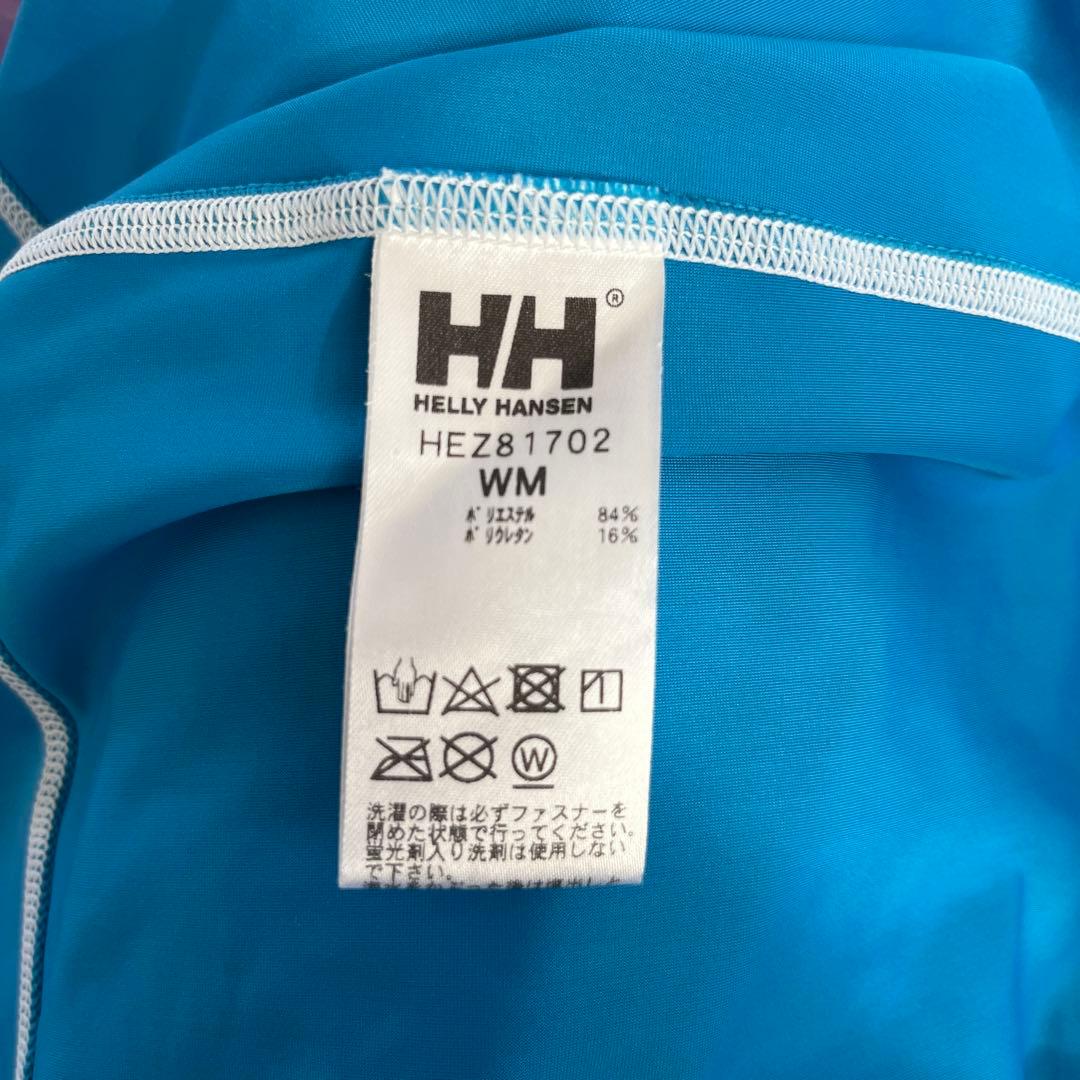 HH®
HELLY HANSEN
HEZ81702
WM
ポリエステル 84%
ポリウレタン 16%
W
洗濯の際は必ずファスナーを
閉めた状態で行ってください。
蛍光剤入り洗剤は使用しない
で下さい。